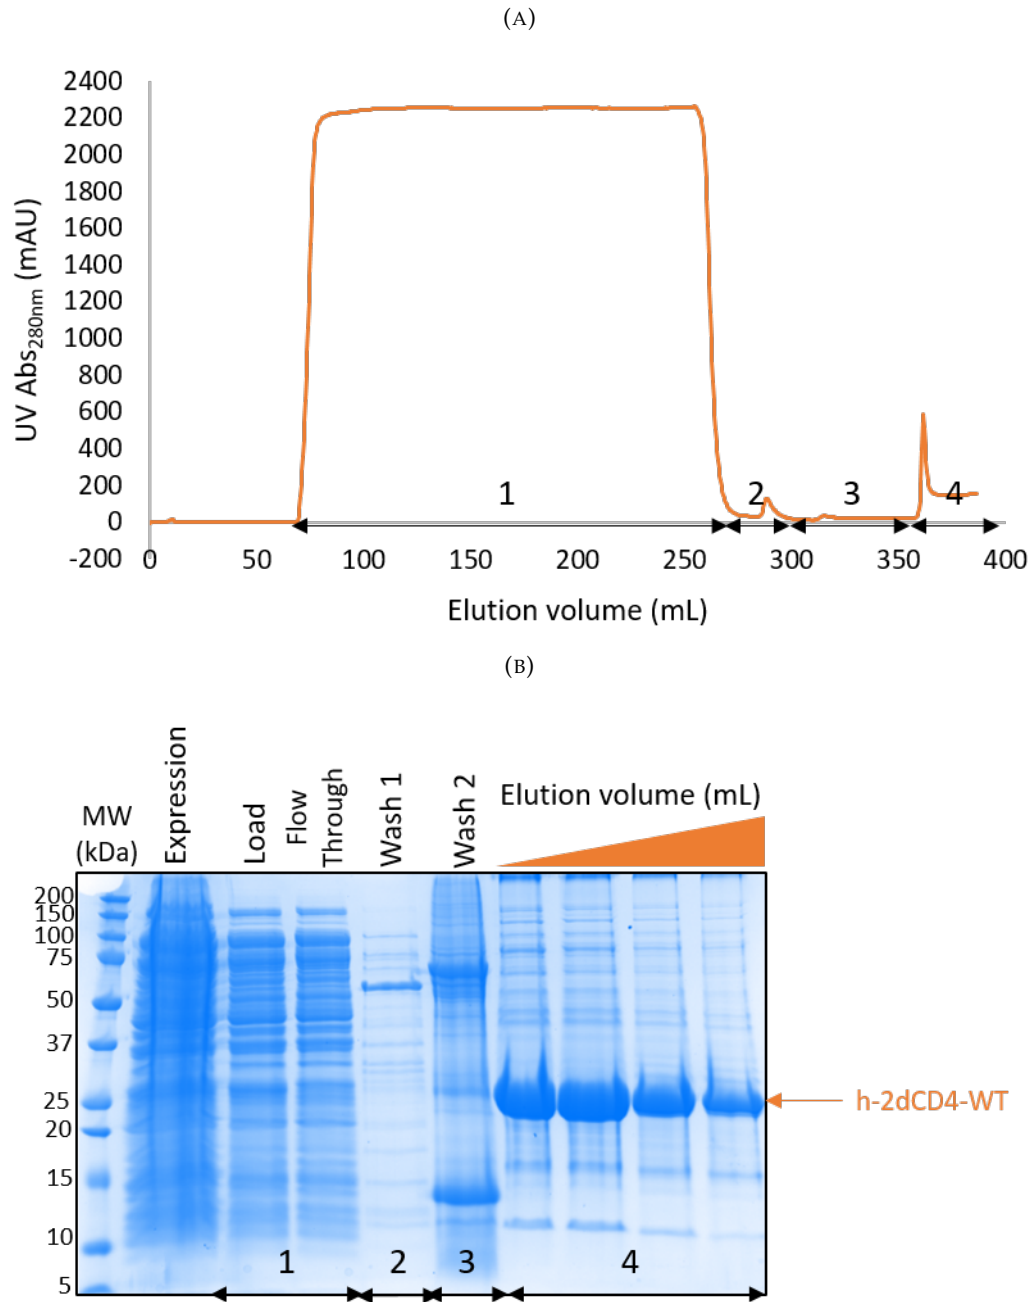 (A)
2400
2200
2000
1800
1600
1400
1200
1000
800
600
400
200
0
-200
UV Abs280nm (mAU)
1
2
3
4
0 50 100 150 200 250 300 350 400
Elution volume (mL)
(B)
MW
(kDa)
Expression
Load
Flow
Through
Wash 1
Wash 2
Elution volume (mL)
200
150
100
75
50
37
25
20
15
10
5
h-2dCD4-WT
1 2 3 4